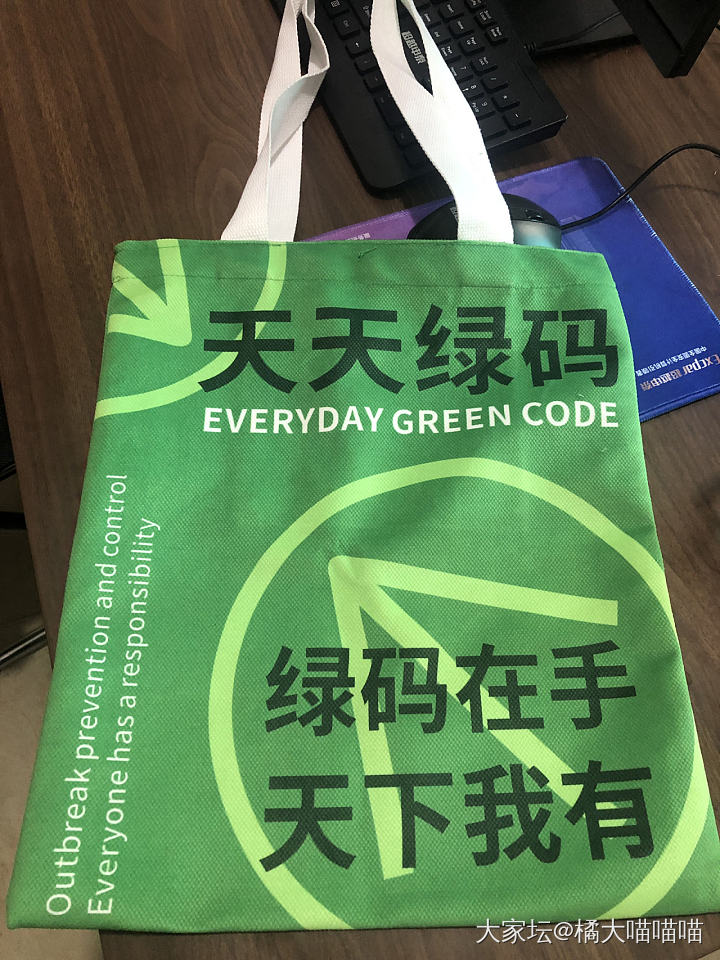 天天绿码
EVERYDAY GREEN CODE
绿码在手
天下我有
Outbreak prevention and control
Everyone has a responsibility
大家坛@橘大喵喵喵